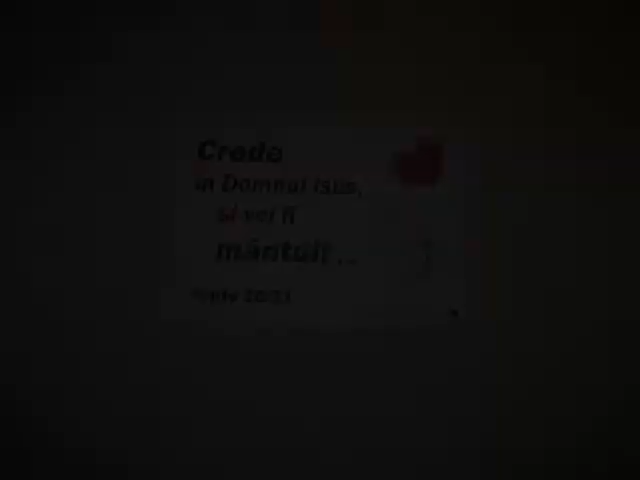 Crede
in Domnul Isus,
si vei fi
mântuit ...